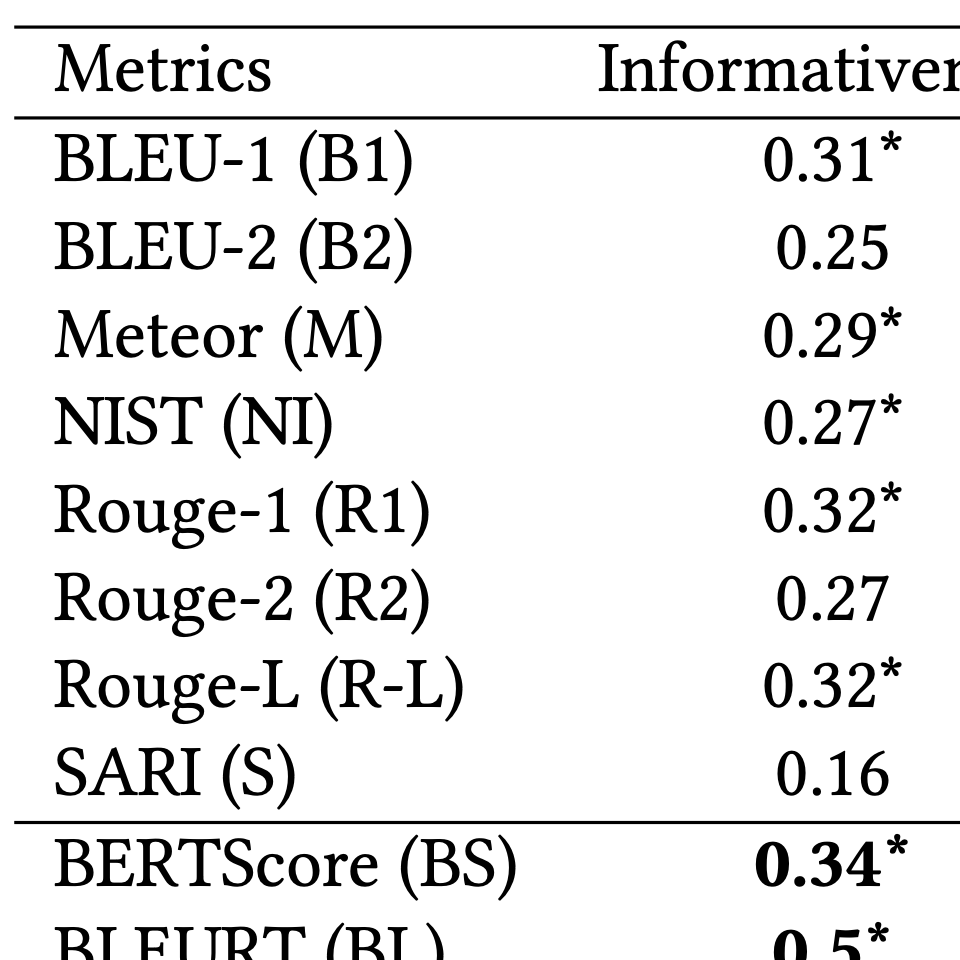 Metrics Informativen
BLEU-1 (B1) 0.31*
BLEU-2 (B2) 0.25
Meteor (M) 0.29*
NIST (NI) 0.27*
Rouge-1 (R1) 0.32*
Rouge-2 (R2) 0.27
Rouge-L (R-L) 0.32*
SARI (S) 0.16
BERTScore (BS) 0.34*
BLEURT (BL) 0.5*